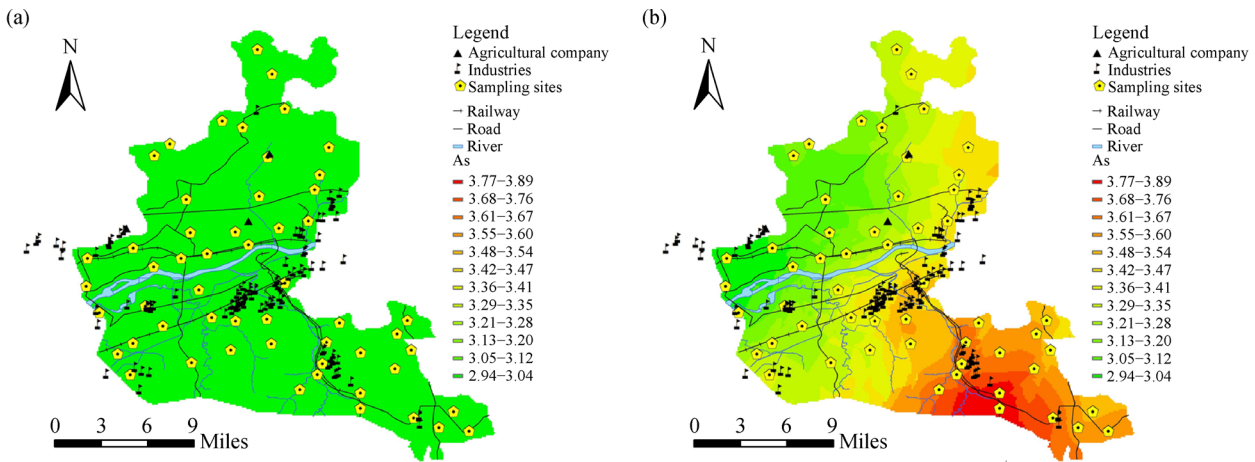 (a)
N
Legend
Agricultural company
Industries
Sampling sites
Railway
Road
River
As
3.77–3.89
3.68–3.76
3.61–3.67
3.55–3.60
3.48–3.54
3.42–3.47
3.36–3.41
3.29–3.35
3.21–3.28
3.13–3.20
3.05–3.12
2.94–3.04
0 3 6 9
Miles
(b)
N
Legend
Agricultural company
Industries
Sampling sites
Railway
Road
River
As
3.77–3.89
3.68–3.76
3.61–3.67
3.55–3.60
3.48–3.54
3.42–3.47
3.36–3.41
3.29–3.35
3.21–3.28
3.13–3.20
3.05–3.12
2.94–3.04
0 3 6 9
Miles